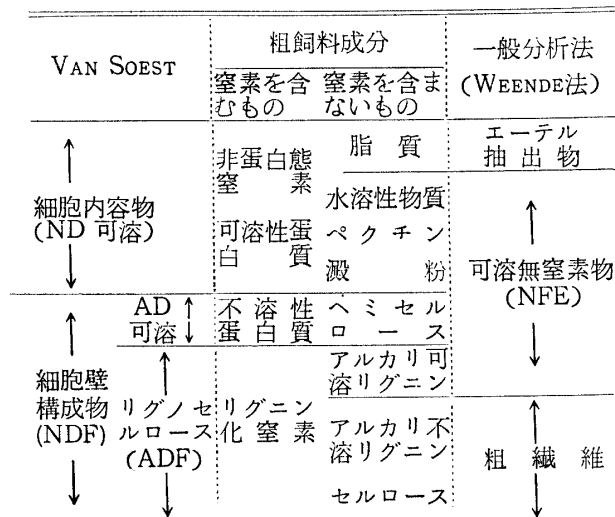 VAN SOEST
粗飼料成分
窒素を含むもの
窒素を含まないもの
一般分析法
(WEENDE法)
細胞内容物
(ND 可溶)
非蛋白態
窒素
可溶性蛋
白質
脂質
水溶性物質
ペクチン
澱粉
エーテル
抽出物
可溶無窒素物
(NFE)
細胞壁
構成物
(NDF)
AD
可溶
不溶性
蛋白質
ヘミセル
ロース
リグノセ
ルロース
(ADF)
リグニン
化窒素
アルカリ可
溶リグニン
アルカリ不
溶リグニン
セルロース
粗繊維